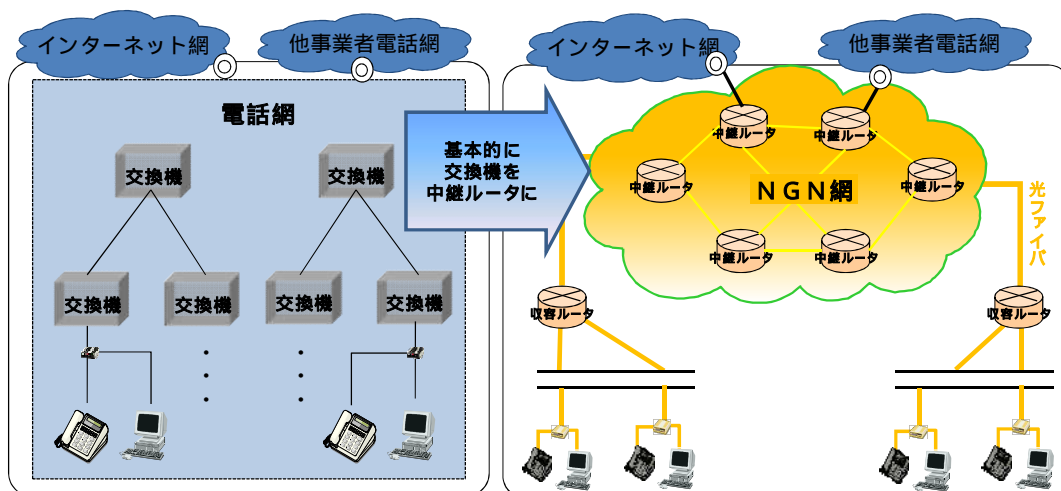 インターネット網
他事業者電話網
電話網
交換機
交換機
交換機
交換機
交換機
交換機
基本的に
交換機を
中継ルータに
インターネット網
他事業者電話網
中継ルータ
中継ルータ
中継ルータ
中継ルータ
NGN網
中継ルータ
中継ルータ
光ファイバ
収容ルータ
収容ルータ